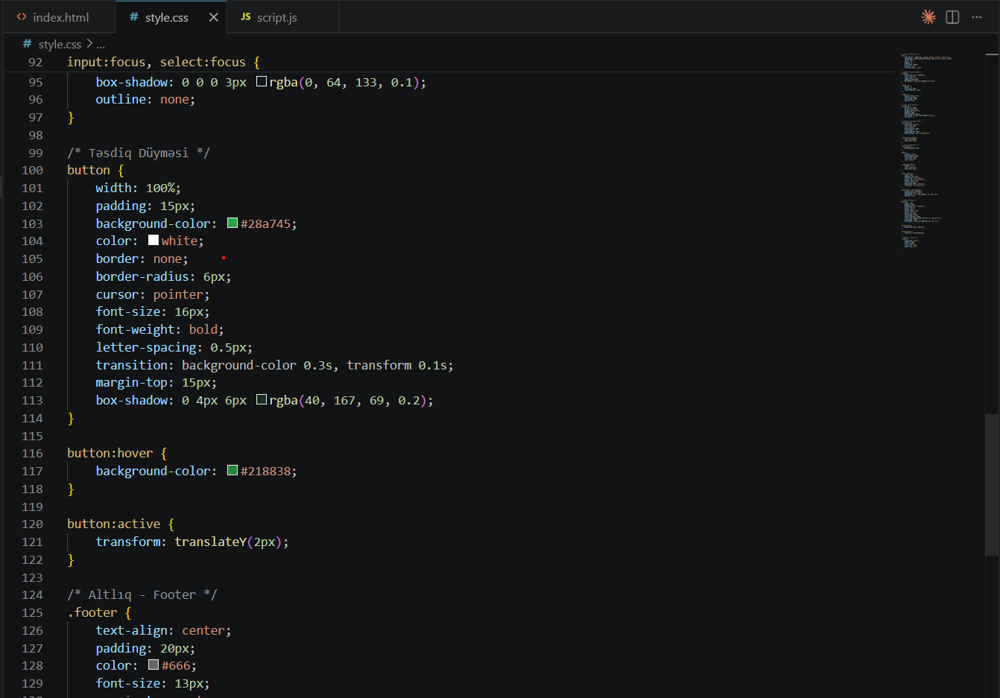 <> index.html
# style.css
JS script.js
# style.css > ...
92 input:focus, select:focus {
95 box-shadow: 0 0 0 3px rgba(0, 64, 133, 0.1);
96 outline: none;
97 }
98
99 /* Təsdiq Düyməsi */
100 button {
101 width: 100%;
102 padding: 15px;
103 background-color: #28a745;
104 color: white;
105 border: none;
106 border-radius: 6px;
107 cursor: pointer;
108 font-size: 16px;
109 font-weight: bold;
110 letter-spacing: 0.5px;
111 transition: background-color 0.3s, transform 0.1s;
112 margin-top: 15px;
113 box-shadow: 0 4px 6px rgba(40, 167, 69, 0.2);
114 }
115
116 button:hover {
117 background-color: #218838;
118 }
119
120 button:active {
121 transform: translateY(2px);
122 }
123
124 /* Altlıq - Footer */
125 .footer {
126 text-align: center;
127 padding: 20px;
128 color: #666;
129 font-size: 13px;